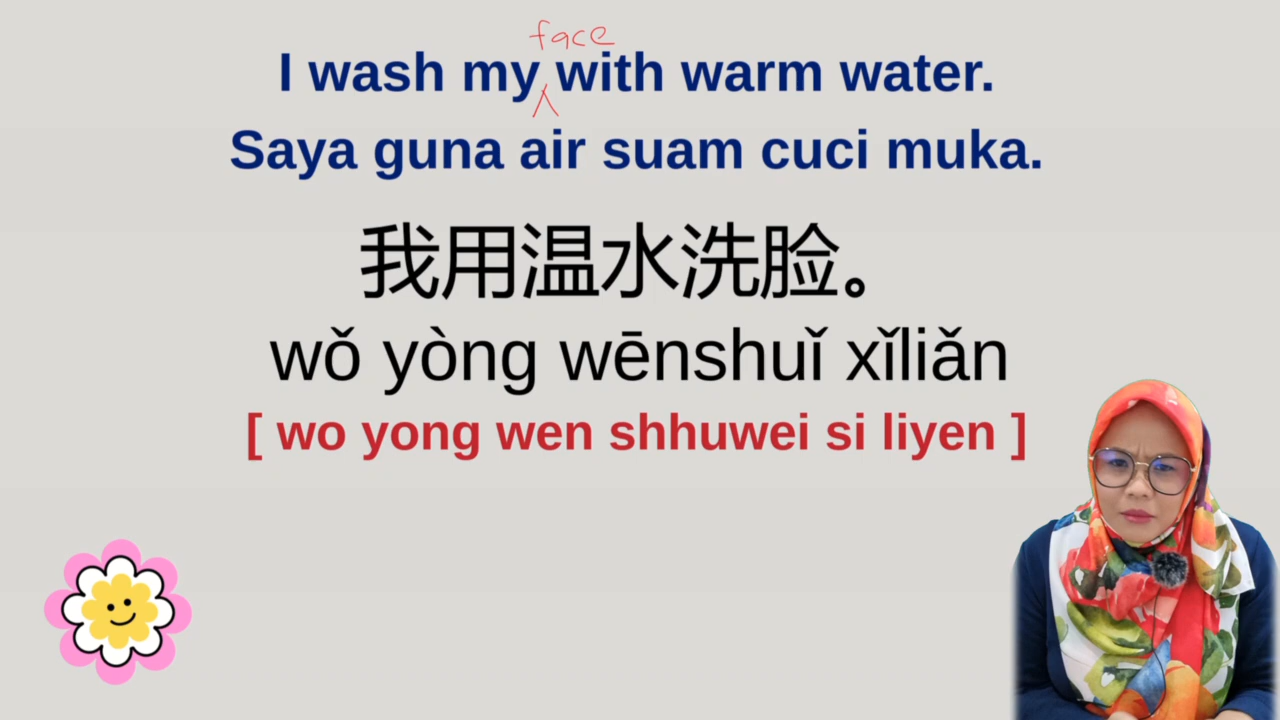 face
I wash my with warm water.
Saya guna air suam cuci muka.
我用温水洗脸。
wǒ yòng wēnshuǐ xǐliǎn
[ wo yong wen shhuwei si liyen ]